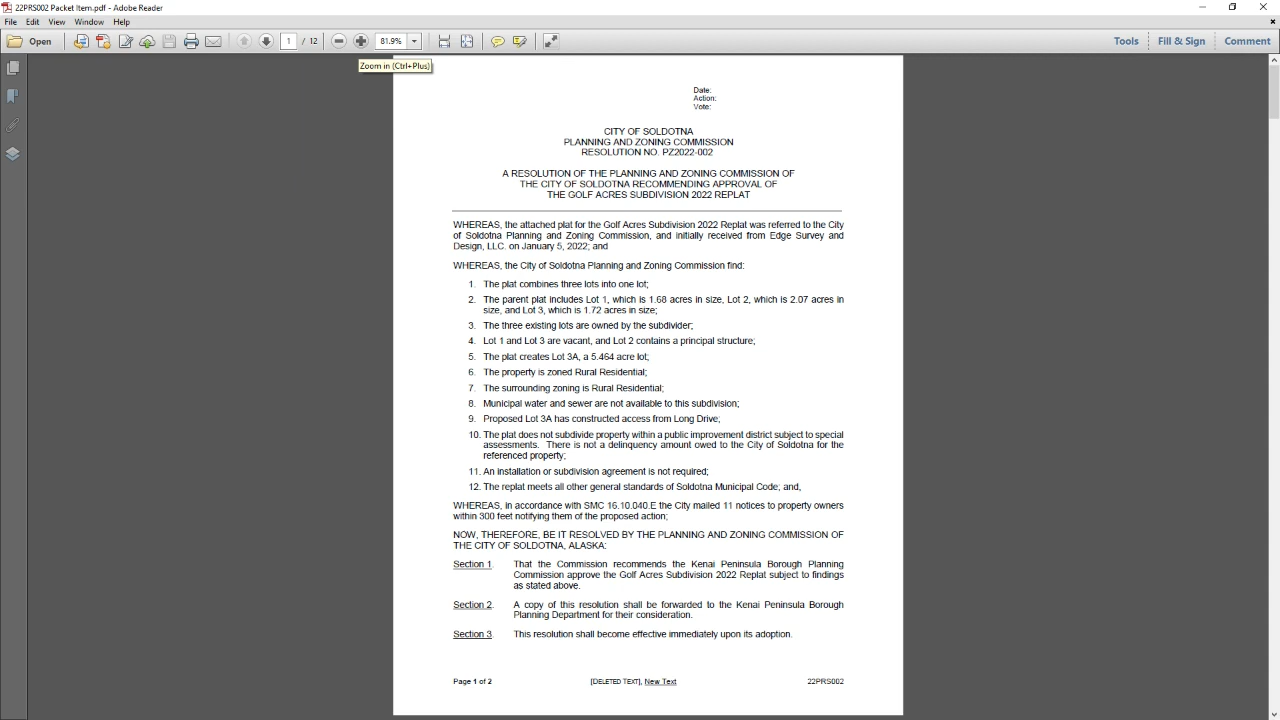 22PRS002 Packet Item.pdf - Adobe Reader
File Edit View Window Help
Open 1 / 12 81.9% Tools Fill & Sign Comment
Zoom in (Ctrl+Plus)
Date:
Action:
Vote:
CITY OF SOLDOTNA
PLANNING AND ZONING COMMISSION
RESOLUTION NO. PZ2022-002
A RESOLUTION OF THE PLANNING AND ZONING COMMISSION OF
THE CITY OF SOLDOTNA RECOMMENDING APPROVAL OF
THE GOLF ACRES SUBDIVISION 2022 REPLAT
WHEREAS, the attached plat for the Golf Acres Subdivision 2022 Replat was referred to the City
of Soldotna Planning and Zoning Commission, and initially received from Edge Survey and
Design, LLC. on January 5, 2022; and
WHEREAS, the City of Soldotna Planning and Zoning Commission find:
1. The plat combines three lots into one lot;
2. The parent plat includes Lot 1, which is 1.68 acres in size, Lot 2, which is 2.07 acres in
size, and Lot 3, which is 1.72 acres in size;
3. The three existing lots are owned by the subdivider;
4. Lot 1 and Lot 3 are vacant, and Lot 2 contains a principal structure;
5. The plat creates Lot 3A, a 5.464 acre lot;
6. The property is zoned Rural Residential;
7. The surrounding zoning is Rural Residential;
8. Municipal water and sewer are not available to this subdivision;
9. Proposed Lot 3A has constructed access from Long Drive;
10. The plat does not subdivide property within a public improvement district subject to special
assessments. There is not a delinquency amount owed to the City of Soldotna for the
referenced property;
11. An installation or subdivision agreement is not required;
12. The replat meets all other general standards of Soldotna Municipal Code; and,
WHEREAS, in accordance with SMC 16.10.040.E the City mailed 11 notices to property owners
within 300 feet notifying them of the proposed action;
NOW, THEREFORE, BE IT RESOLVED BY THE PLANNING AND ZONING COMMISSION OF
THE CITY OF SOLDOTNA, ALASKA:
Section 1. That the Commission recommends the Kenai Peninsula Borough Planning
Commission approve the Golf Acres Subdivision 2022 Replat subject to findings
as stated above.
Section 2. A copy of this resolution shall be forwarded to the Kenai Peninsula Borough
Planning Department for their consideration.
Section 3. This resolution shall become effective immediately upon its adoption.
Page 1 of 2 [DELETED TEXT], New Text 22PRS002